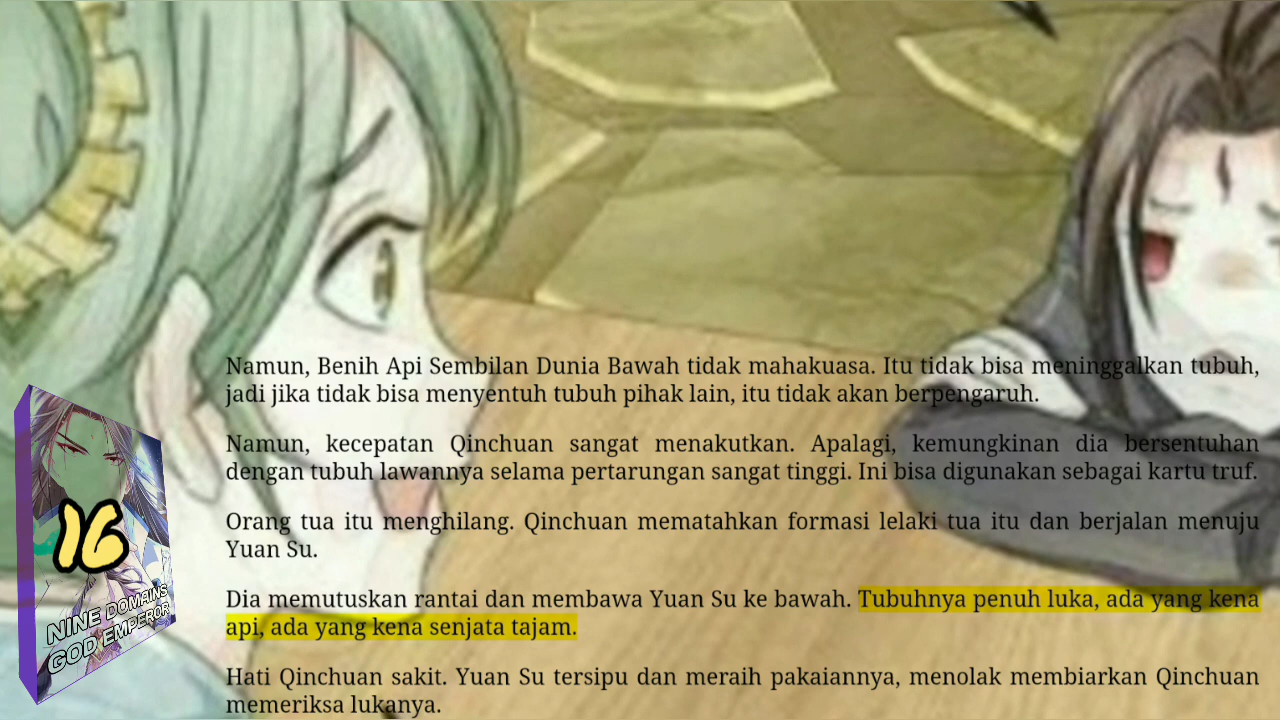 Namun, Benih Api Sembilan Dunia Bawah tidak mahakuasa. Itu tidak bisa meninggalkan tubuh,
jadi jika tidak bisa menyentuh tubuh pihak lain, itu tidak akan berpengaruh.
Namun, kecepatan Qinchuan sangat menakutkan. Apalagi, kemungkinan dia bersentuhan
dengan tubuh lawannya selama pertarungan sangat tinggi. Ini bisa digunakan sebagai kartu truf.
Orang tua itu menghilang. Qinchuan mematahkan formasi lelaki tua itu dan berjalan menuju
Yuan Su.
Dia memutuskan rantai dan membawa Yuan Su ke bawah. Tubuhnya penuh luka, ada yang kena
api, ada yang kena senjata tajam.
Hati Qinchuan sakit. Yuan Su tersipu dan meraih pakaiannya, menolak membiarkan Qinchuan
memeriksa lukanya.
16
NINE DOMAINS
GOD EMPEROR